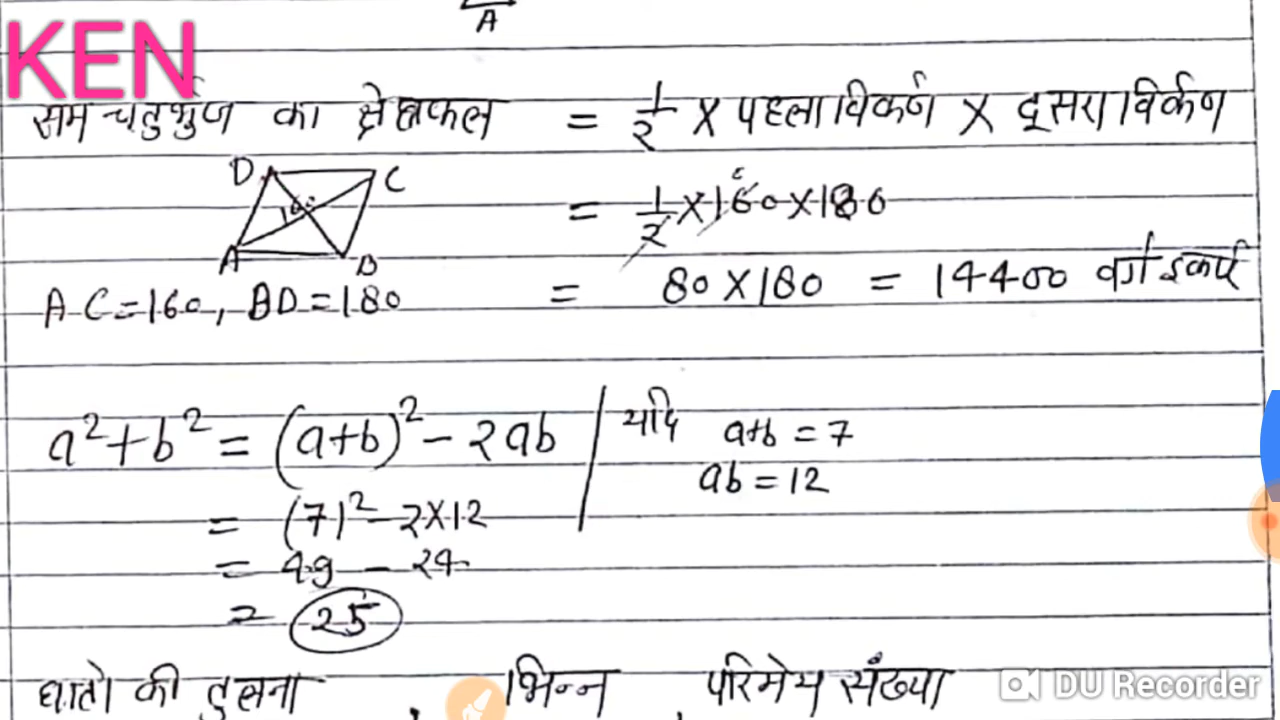 A
KEN
सम चतुर्भुज का क्षेत्रफल = 1/2 × पहला विकर्ण × दूसरा विकर्ण
D C
160
= 1/2 × 160 × 180
A B
80 × 180 = 14400 वर्ग इकाई
AC = 160, BD = 180
=
a² + b² = (a+b)² - 2ab | यदि a+b = 7
ab = 12
= (7)² - 2×12
= 49 - 24
= 25
घातो की तुलना , भिन्न , परिमेय संख्या
DU Recorder